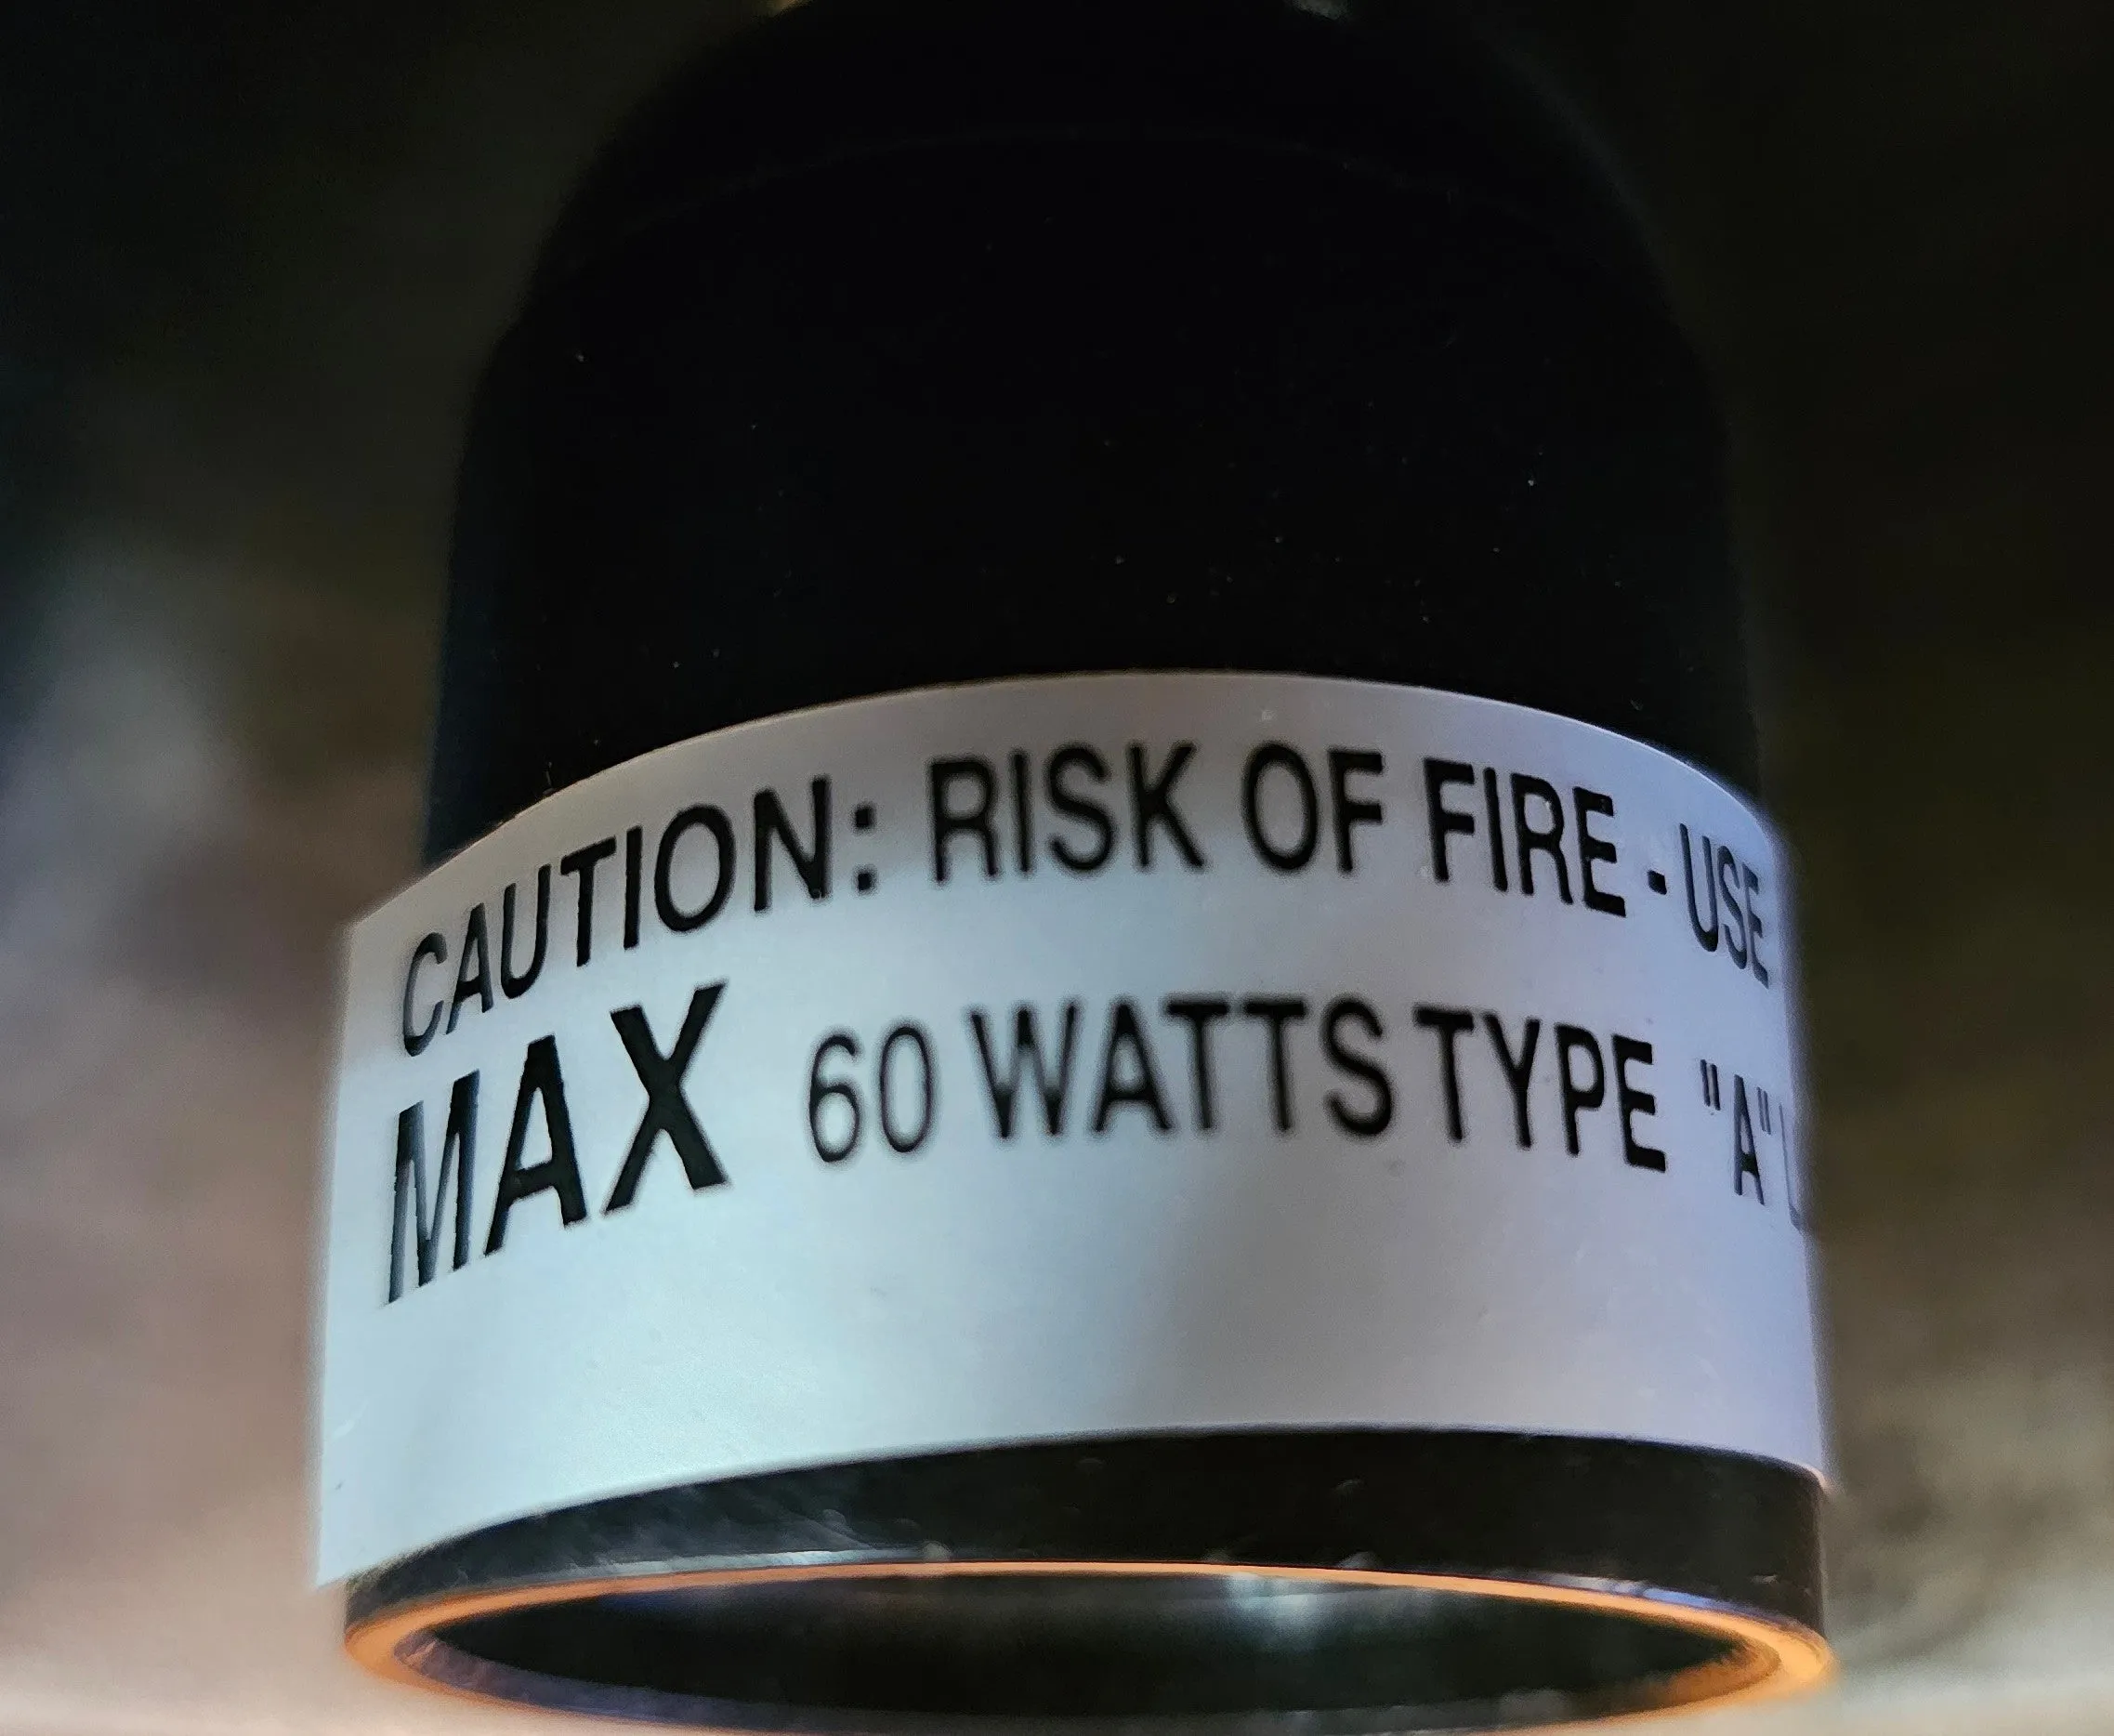 CAUTION: RISK OF FIRE - USE
MAX 60 WATTS TYPE "A"